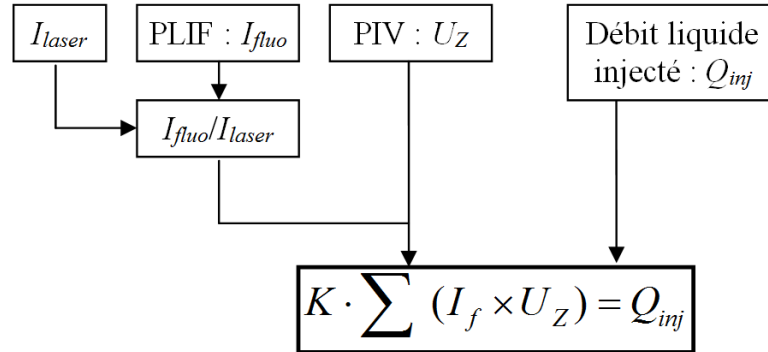 I_laser
PLIF : I_fluo
PIV : U_Z
Débit liquide
injecté : Q_inj
I_fluo/I_laser
K · ∑ (I_f × U_Z) = Q_inj